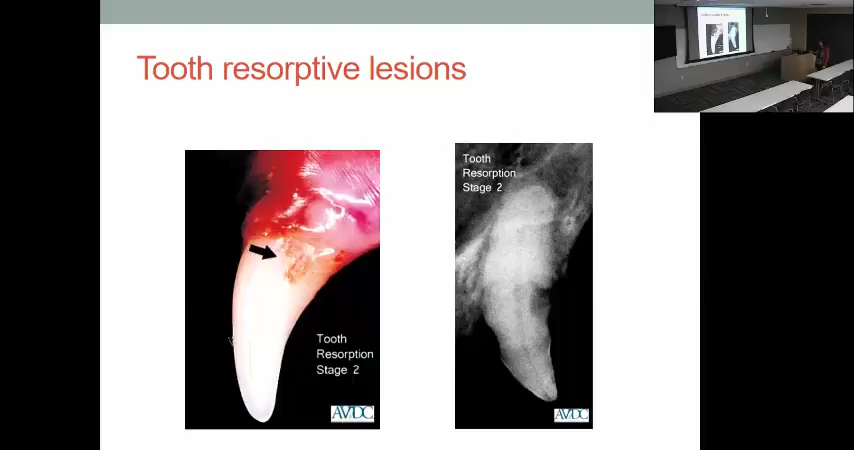 Tooth resorptive lesions
Tooth
Resorption
Stage 2
AVDC
Tooth
Resorption
Stage 2
AVDC